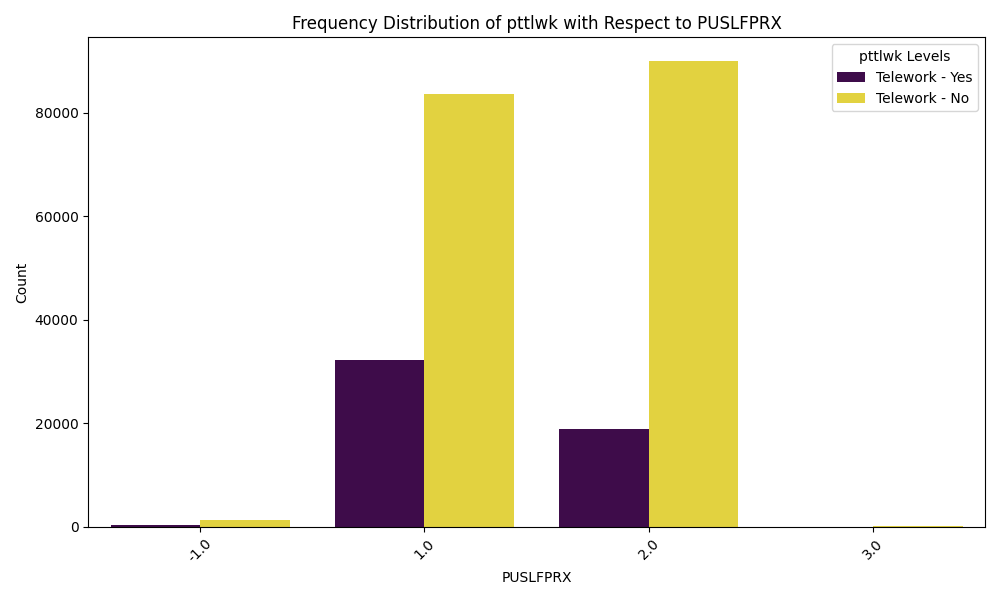 Frequency Distribution of pttlwk with Respect to PUSLFPRX
pttlwk Levels
Telework - Yes
Telework - No
Count
80000
60000
40000
20000
0
-1.0
1.0
2.0
3.0
PUSLFPRX